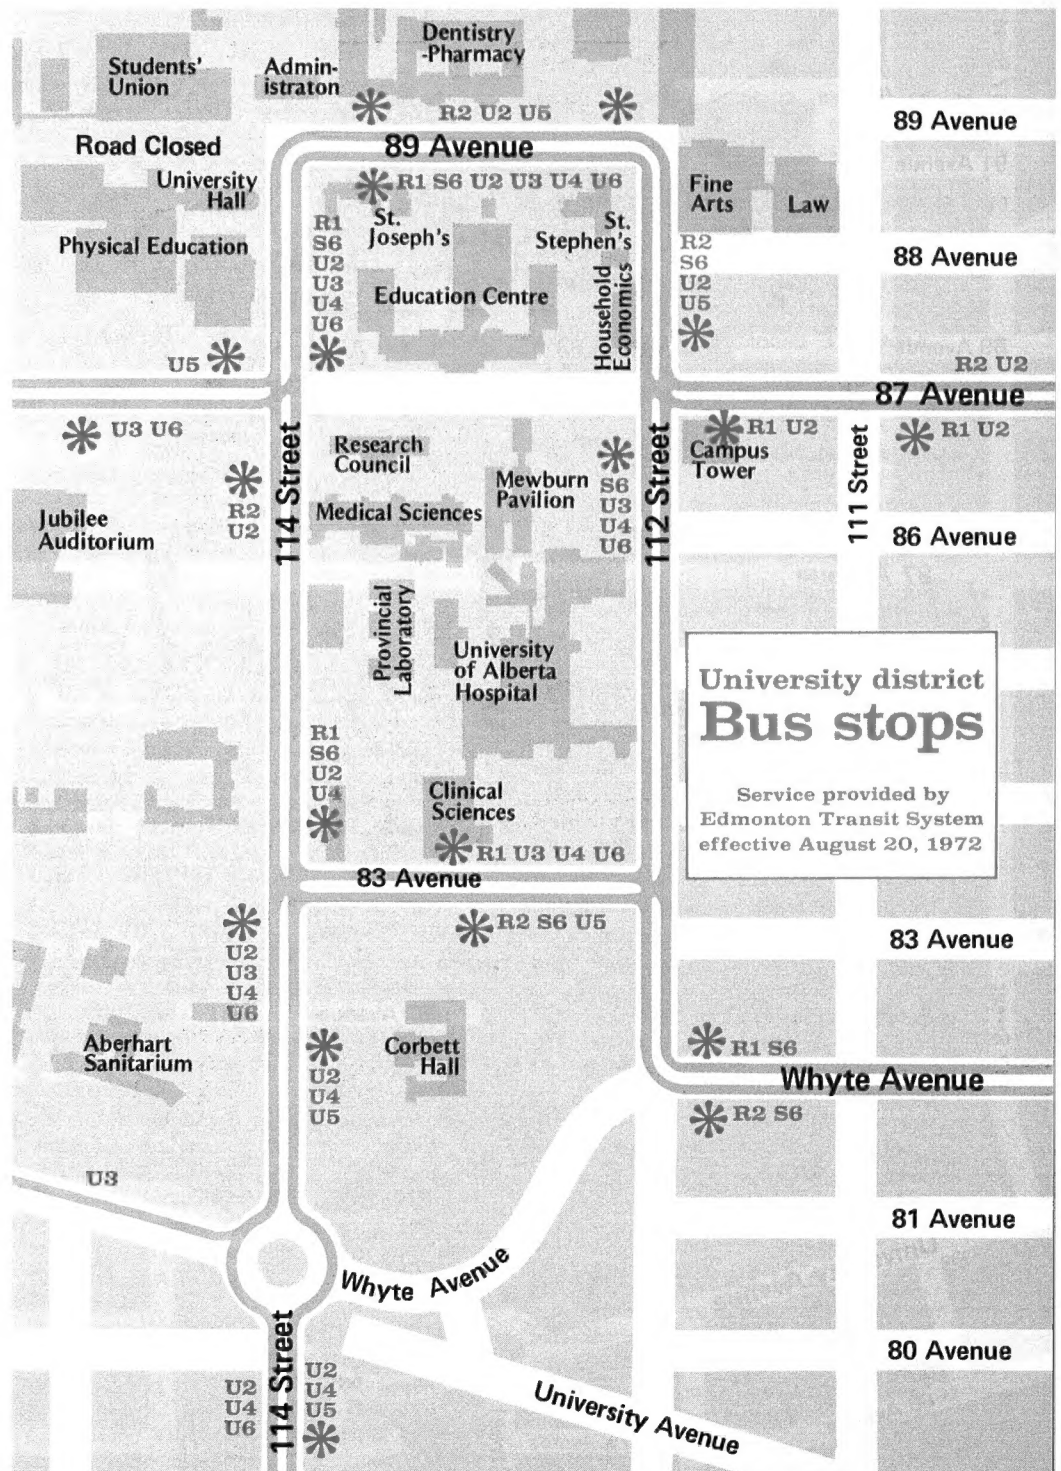 Dentistry
-Pharmacy
Students'
Union
Admin-
istraton
R2 U2 U5
89 Avenue
Road Closed
89 Avenue
University
Hall
R1 S6 U2 U3 U4 U6
Fine
Arts
Law
St.
Joseph's
St.
Stephen's
Physical Education
R1
S6
U2
U3
U4
U6
R2
S6
U2
U5
88 Avenue
Education Centre
Household
Economics
U5
R2 U2
87 Avenue
U3 U6
114 Street
Research
Council
112 Street
R1 U2
Campus
Tower
111 Street
R1 U2
Mewburn
Pavilion
S6
U3
U4
U6
R2
U2
Medical Sciences
Jubilee
Auditorium
86 Avenue
Provincial
Laboratory
University
of Alberta
Hospital
University district
Bus stops
Service provided by
Edmonton Transit System
effective August 20, 1972
R1
S6
U2
U4
Clinical
Sciences
R1 U3 U4 U6
83 Avenue
R2 S6 U5
83 Avenue
U2
U3
U4
U6
Aberhart
Sanitarium
Corbett
Hall
R1 S6
U2
U4
U5
Whyte Avenue
R2 S6
U3
81 Avenue
Whyte Avenue
114 Street
80 Avenue
U2
U4
U6
U2
U4
U5
University Avenue